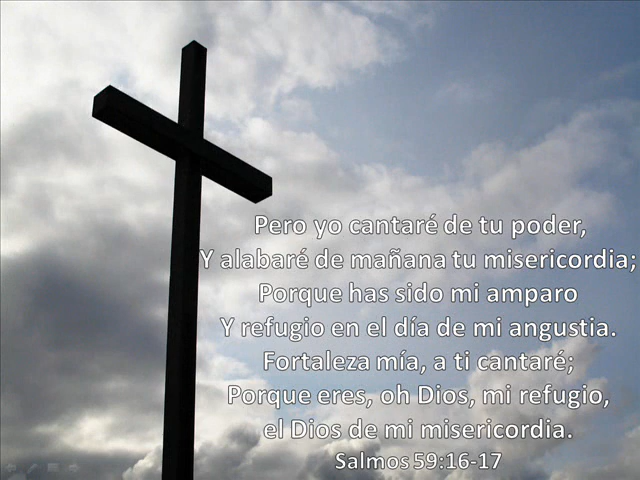 Pero yo cantaré de tu poder,
Y alabaré de mañana tu misericordia;
Porque has sido mi amparo
Y refugio en el día de mi angustia.
Fortaleza mía, a ti cantaré;
Porque eres, oh Dios, mi refugio,
el Dios de mi misericordia.
Salmos 59:16-17